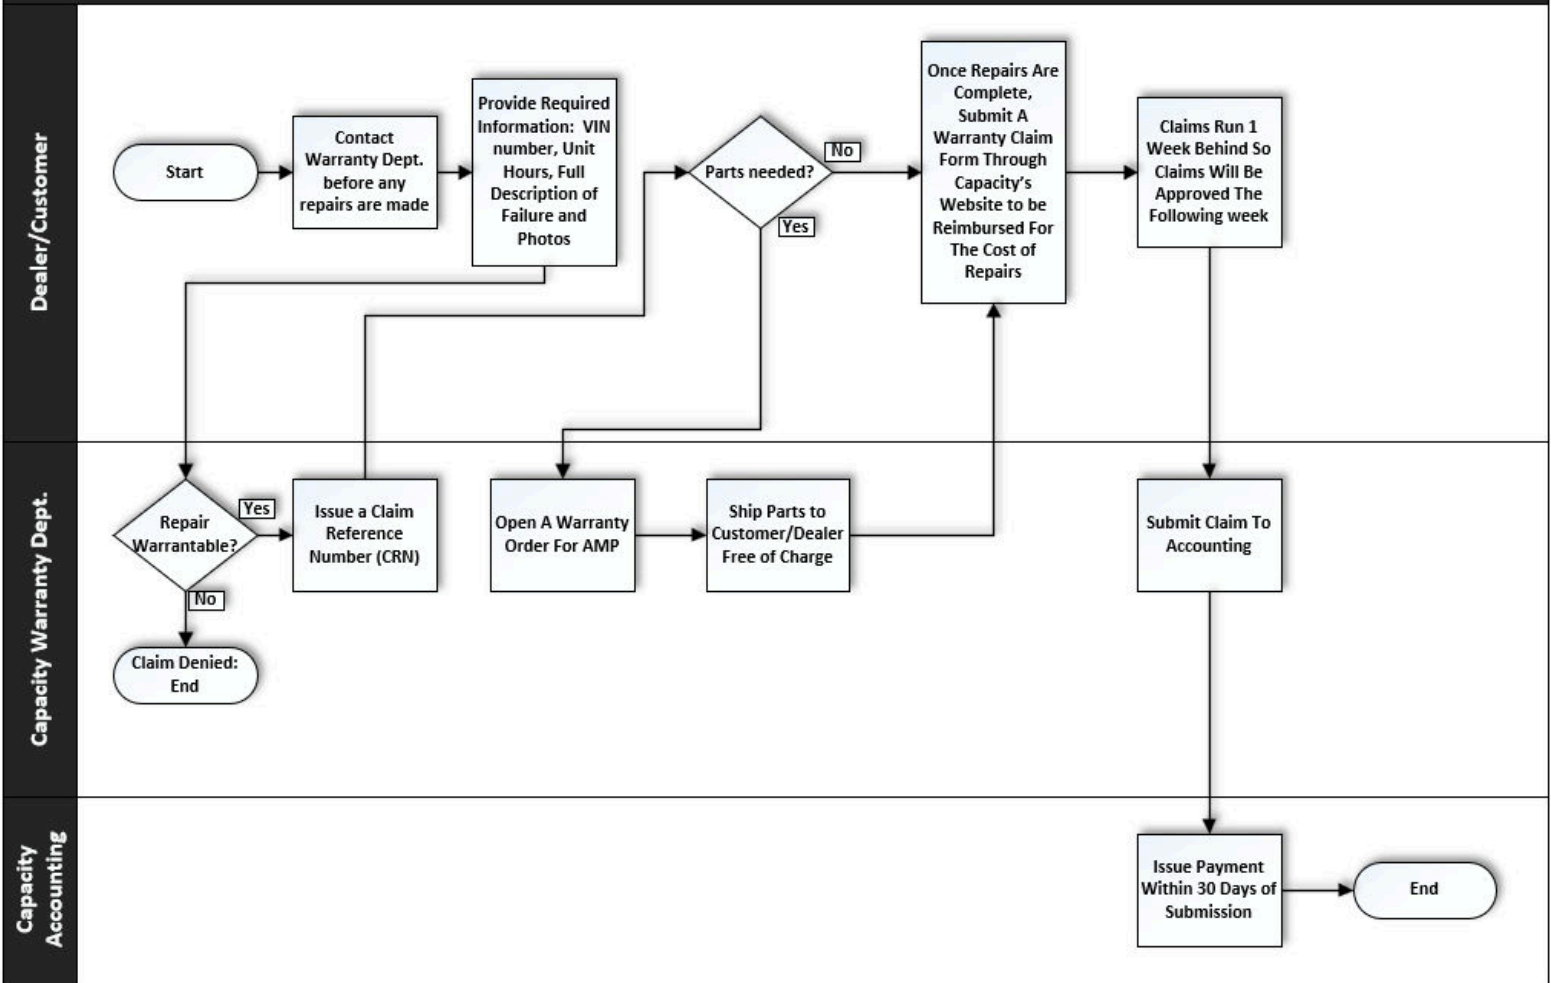 Dealer/Customer
Start
Contact
Warranty Dept.
before any
repairs are made
Provide Required
Information: VIN
number, Unit
Hours, Full
Description of
Failure and
Photos
Parts needed?
No
Yes
Once Repairs Are
Complete,
Submit A
Warranty Claim
Form Through
Capacity's
Website to be
Reimbursed For
The Cost of
Repairs
Claims Run 1
Week Behind So
Claims Will Be
Approved The
Following week
Capacity Warranty Dept.
Repair
Warrantable?
Yes
No
Claim Denied:
End
Issue a Claim
Reference
Number (CRN)
Open A Warranty
Order For AMP
Ship Parts to
Customer/Dealer
Free of Charge
Submit Claim To
Accounting
Capacity
Accounting
Issue Payment
Within 30 Days of
Submission
End